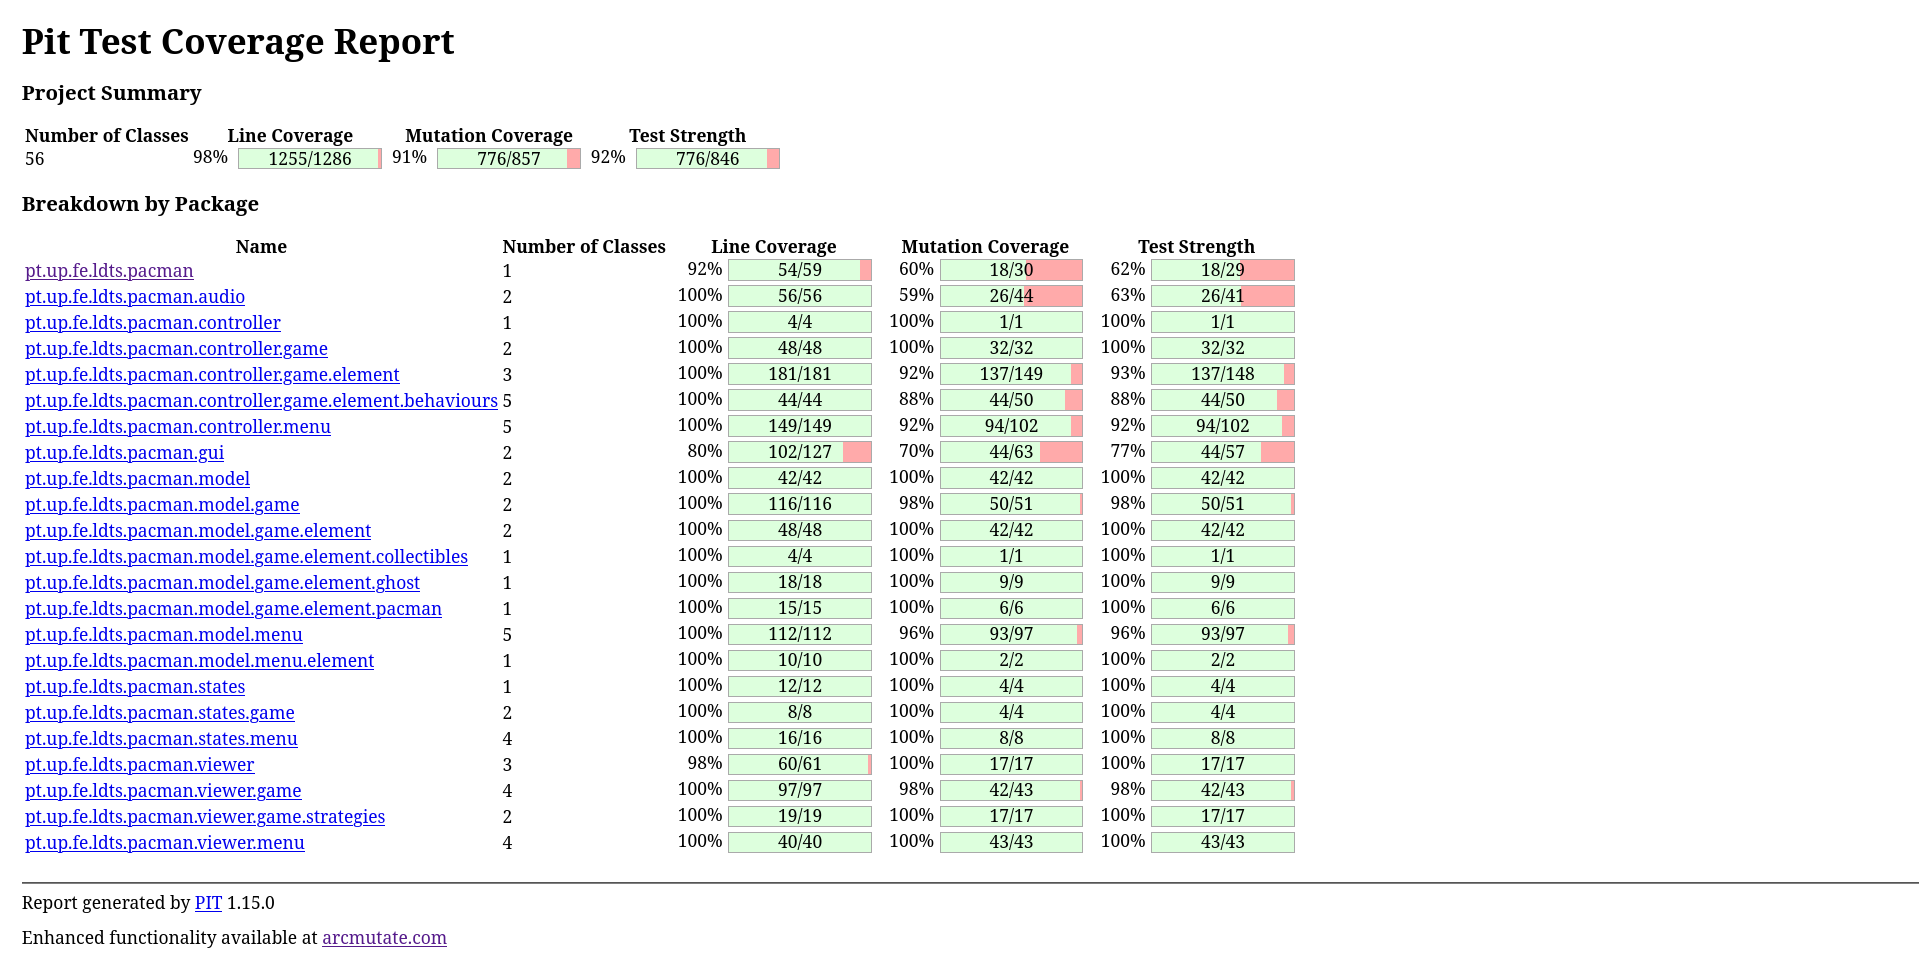 Pit Test Coverage Report
Project Summary
Number of Classes Line Coverage Mutation Coverage Test Strength
56 98% 1255/1286 91% 776/857 92% 776/846
Breakdown by Package
Name Number of Classes Line Coverage Mutation Coverage Test Strength
pt.up.fe.ldts.pacman 1 92% 54/59 60% 18/30 62% 18/29
pt.up.fe.ldts.pacman.audio 2 100% 56/56 59% 26/44 63% 26/41
pt.up.fe.ldts.pacman.controller 1 100% 4/4 100% 1/1 100% 1/1
pt.up.fe.ldts.pacman.controller.game 2 100% 48/48 100% 32/32 100% 32/32
pt.up.fe.ldts.pacman.controller.game.element 3 100% 181/181 92% 137/149 93% 137/148
pt.up.fe.ldts.pacman.controller.game.element.behaviours 5 100% 44/44 88% 44/50 88% 44/50
pt.up.fe.ldts.pacman.controller.menu 5 100% 149/149 92% 94/102 92% 94/102
pt.up.fe.ldts.pacman.gui 2 80% 102/127 70% 44/63 77% 44/57
pt.up.fe.ldts.pacman.model 2 100% 42/42 100% 42/42 100% 42/42
pt.up.fe.ldts.pacman.model.game 2 100% 116/116 98% 50/51 98% 50/51
pt.up.fe.ldts.pacman.model.game.element 2 100% 48/48 100% 42/42 100% 42/42
pt.up.fe.ldts.pacman.model.game.element.collectibles 1 100% 4/4 100% 1/1 100% 1/1
pt.up.fe.ldts.pacman.model.game.element.ghost 1 100% 18/18 100% 9/9 100% 9/9
pt.up.fe.ldts.pacman.model.game.element.pacman 1 100% 15/15 100% 6/6 100% 6/6
pt.up.fe.ldts.pacman.model.menu 5 100% 112/112 96% 93/97 96% 93/97
pt.up.fe.ldts.pacman.model.menu.element 1 100% 10/10 100% 2/2 100% 2/2
pt.up.fe.ldts.pacman.states 1 100% 12/12 100% 4/4 100% 4/4
pt.up.fe.ldts.pacman.states.game 2 100% 8/8 100% 4/4 100% 4/4
pt.up.fe.ldts.pacman.states.menu 4 100% 16/16 100% 8/8 100% 8/8
pt.up.fe.ldts.pacman.viewer 3 98% 60/61 100% 17/17 100% 17/17
pt.up.fe.ldts.pacman.viewer.game 4 100% 97/97 98% 42/43 98% 42/43
pt.up.fe.ldts.pacman.viewer.game.strategies 2 100% 19/19 100% 17/17 100% 17/17
pt.up.fe.ldts.pacman.viewer.menu 4 100% 40/40 100% 43/43 100% 43/43
Report generated by PIT 1.15.0
Enhanced functionality available at arcmutate.com